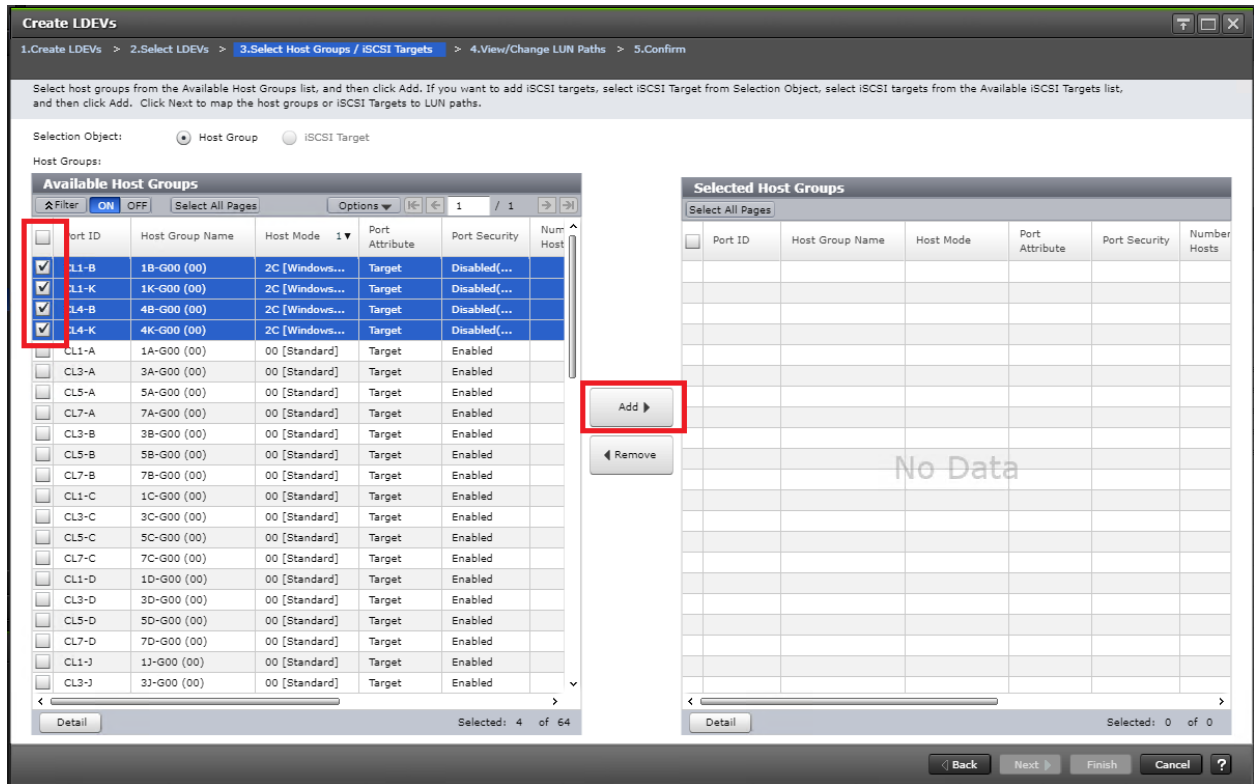 Create LDEVs
1.Create LDEVs > 2.Select LDEVs > 3.Select Host Groups / iSCSI Targets > 4.View/Change LUN Paths > 5.Confirm
Select host groups from the Available Host Groups list, and then click Add. If you want to add iSCSI targets, select iSCSI Target from Selection Object, select iSCSI targets from the Available iSCSI Targets list,
and then click Add. Click Next to map the host groups or iSCSI Targets to LUN paths.
Selection Object: Host Group iSCSI Target
Host Groups:
Available Host Groups
Filter ON OFF Select All Pages Options 1 / 1
Port ID Host Group Name Host Mode 1 Port Attribute Port Security Num Host
CL1-B 1B-G00 (00) 2C [Windows... Target Disabled(...
CL1-K 1K-G00 (00) 2C [Windows... Target Disabled(...
CL4-B 4B-G00 (00) 2C [Windows... Target Disabled(...
CL4-K 4K-G00 (00) 2C [Windows... Target Disabled(...
CL1-A 1A-G00 (00) 00 [Standard] Target Enabled
CL3-A 3A-G00 (00) 00 [Standard] Target Enabled
CL5-A 5A-G00 (00) 00 [Standard] Target Enabled
CL7-A 7A-G00 (00) 00 [Standard] Target Enabled
CL3-B 3B-G00 (00) 00 [Standard] Target Enabled
CL5-B 5B-G00 (00) 00 [Standard] Target Enabled
CL7-B 7B-G00 (00) 00 [Standard] Target Enabled
CL1-C 1C-G00 (00) 00 [Standard] Target Enabled
CL3-C 3C-G00 (00) 00 [Standard] Target Enabled
CL5-C 5C-G00 (00) 00 [Standard] Target Enabled
CL7-C 7C-G00 (00) 00 [Standard] Target Enabled
CL1-D 1D-G00 (00) 00 [Standard] Target Enabled
CL3-D 3D-G00 (00) 00 [Standard] Target Enabled
CL5-D 5D-G00 (00) 00 [Standard] Target Enabled
CL7-D 7D-G00 (00) 00 [Standard] Target Enabled
CL1-J 1J-G00 (00) 00 [Standard] Target Enabled
CL3-J 3J-G00 (00) 00 [Standard] Target Enabled
Detail Selected: 4 of 64
Add
Remove
Selected Host Groups
Select All Pages
Port ID Host Group Name Host Mode Port Attribute Port Security Number Hosts
No Data
Detail Selected: 0 of 0
Back Next Finish Cancel ?